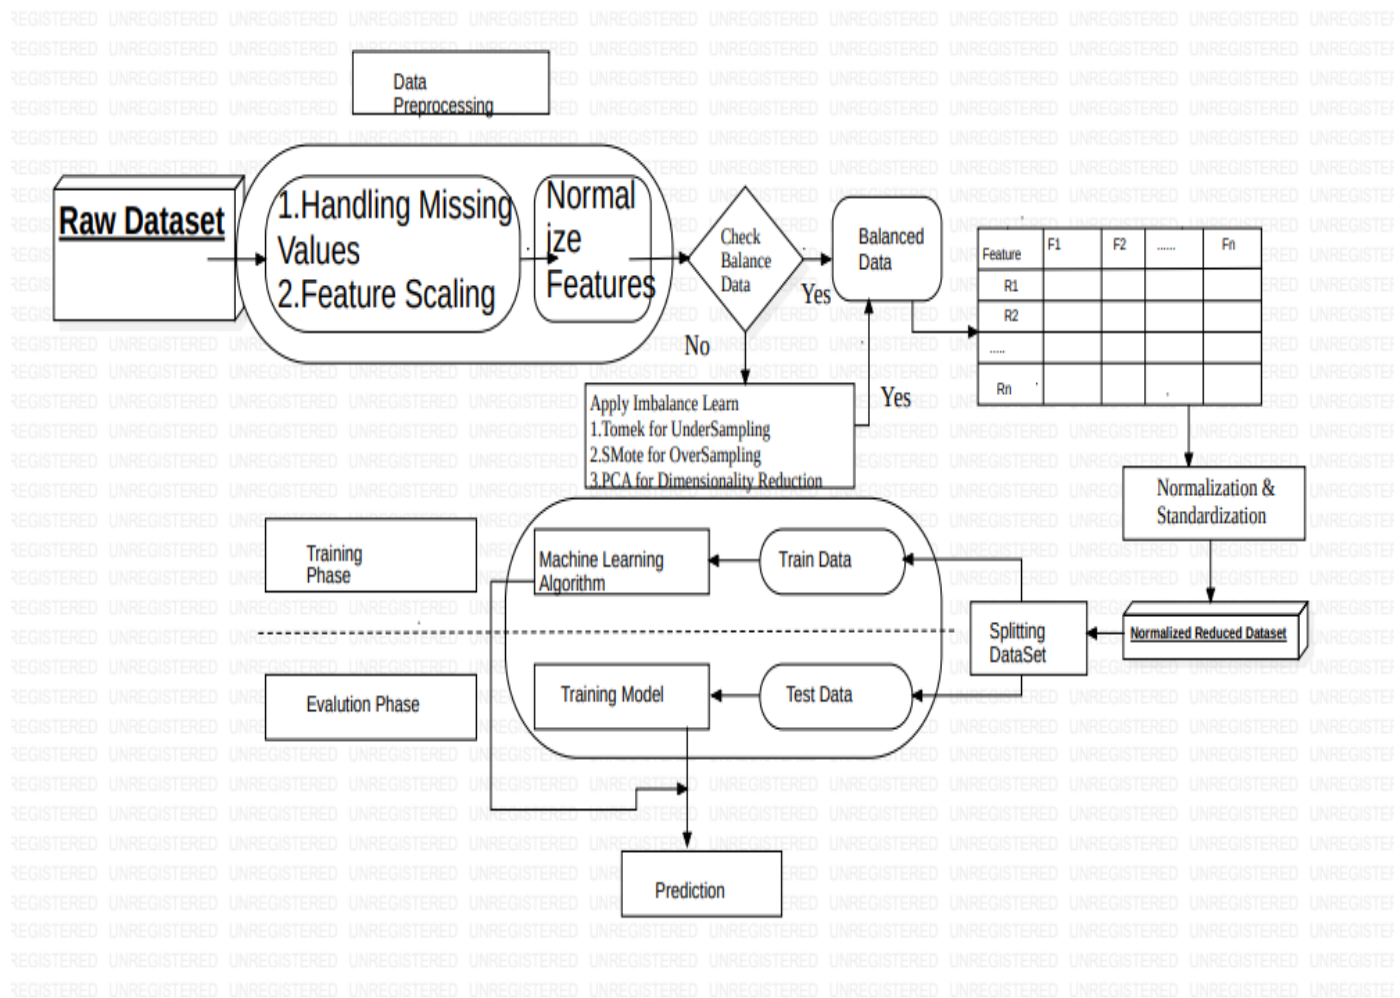 Data
Preprocessing
Raw Dataset
1.Handling Missing
Values
2.Feature Scaling
Normal
ize
Features
Check
Balance
Data
Yes
No
Balanced
Data
Feature F1 F2 ...... Fn
R1
R2
.....
Rn
Apply Imbalance Learn
1.Tomek for UnderSampling
2.SMote for OverSampling
3.PCA for Dimensionality Reduction
Yes
Normalization &
Standardization
Normalized Reduced Dataset
Splitting
DataSet
Train Data
Machine Learning
Algorithm
Training
Phase
Test Data
Training Model
Evalution Phase
Prediction
UNREGISTERED